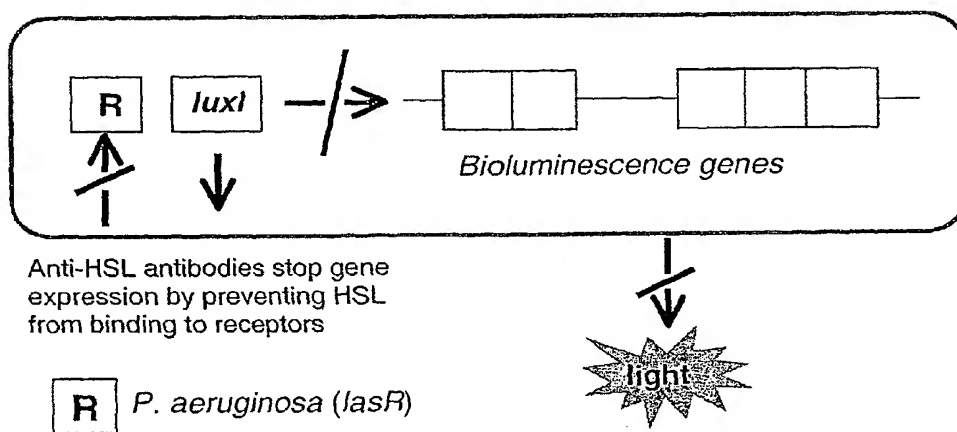 R luxI
Bioluminescence genes
Anti-HSL antibodies stop gene
expression by preventing HSL
from binding to receptors
light
R P. aeruginosa (lasR)